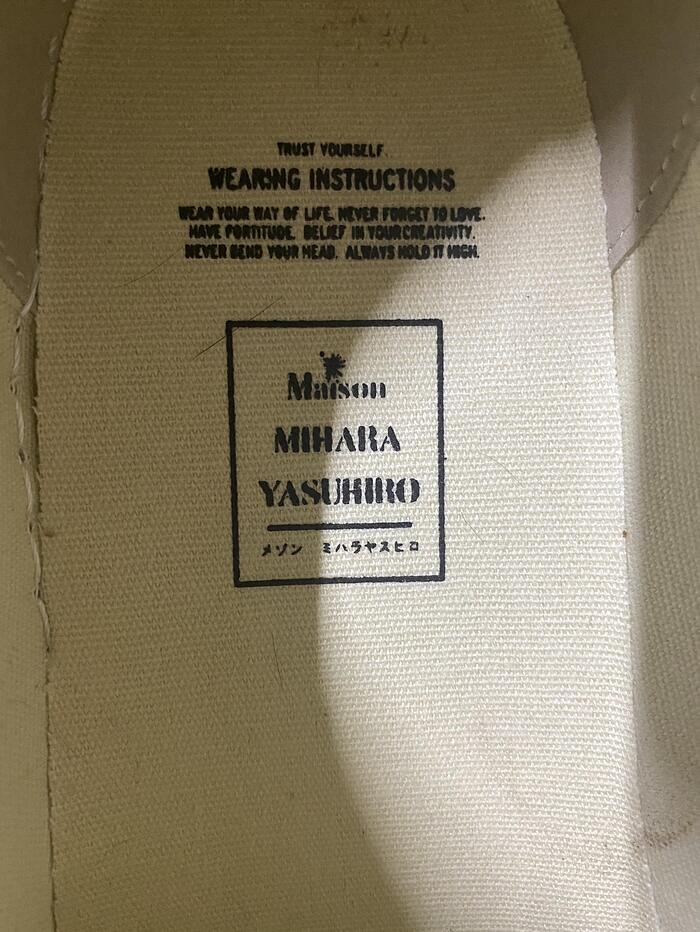 TRUST YOURSELF.
WEARING INSTRUCTIONS
WEAR YOUR WAY OF LIFE. NEVER FORGET TO LOVE.
HAVE FORTITUDE. BELIEF IN YOUR CREATIVITY.
NEVER BEND YOUR HEAD. ALWAYS HOLD IT HIGH.
Maison
MIHARA
YASUHIRO
メゾン ミハラヤスヒロ